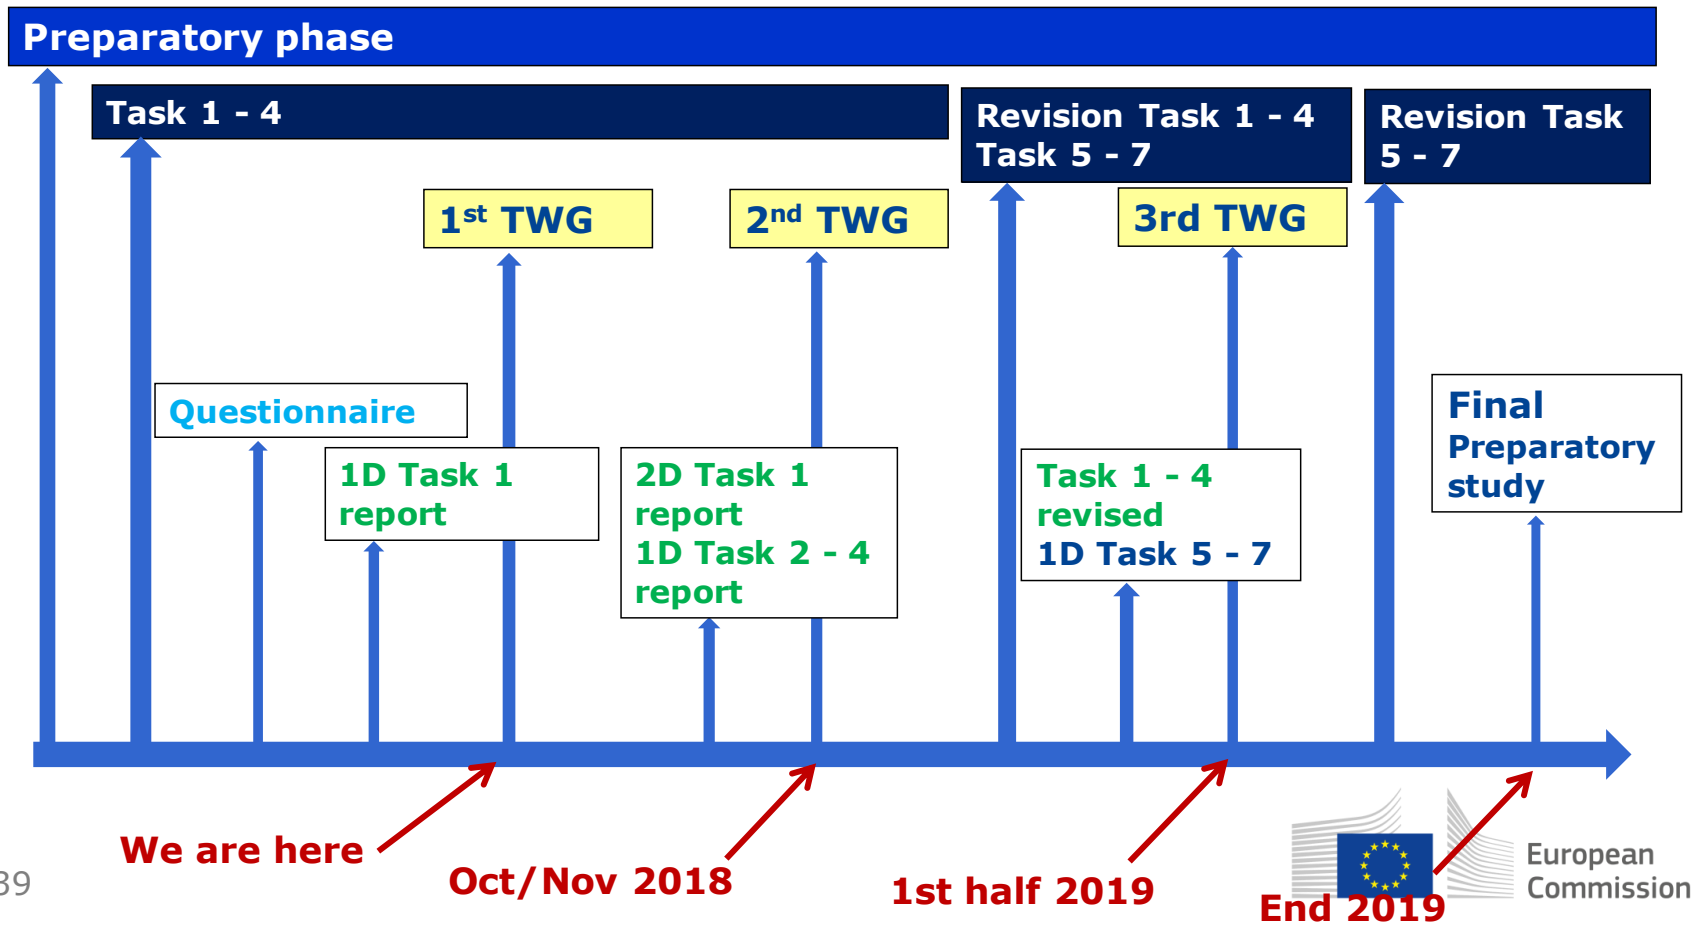 Preparatory phase
Task 1 - 4
Revision Task 1 - 4
Task 5 - 7
Revision Task
5 - 7
1st TWG
2nd TWG
3rd TWG
Questionnaire
1D Task 1
report
2D Task 1
report
1D Task 2 - 4
report
Task 1 - 4
revised
1D Task 5 - 7
Final
Preparatory
study
We are here
Oct/Nov 2018
1st half 2019
End 2019
European
Commission
39